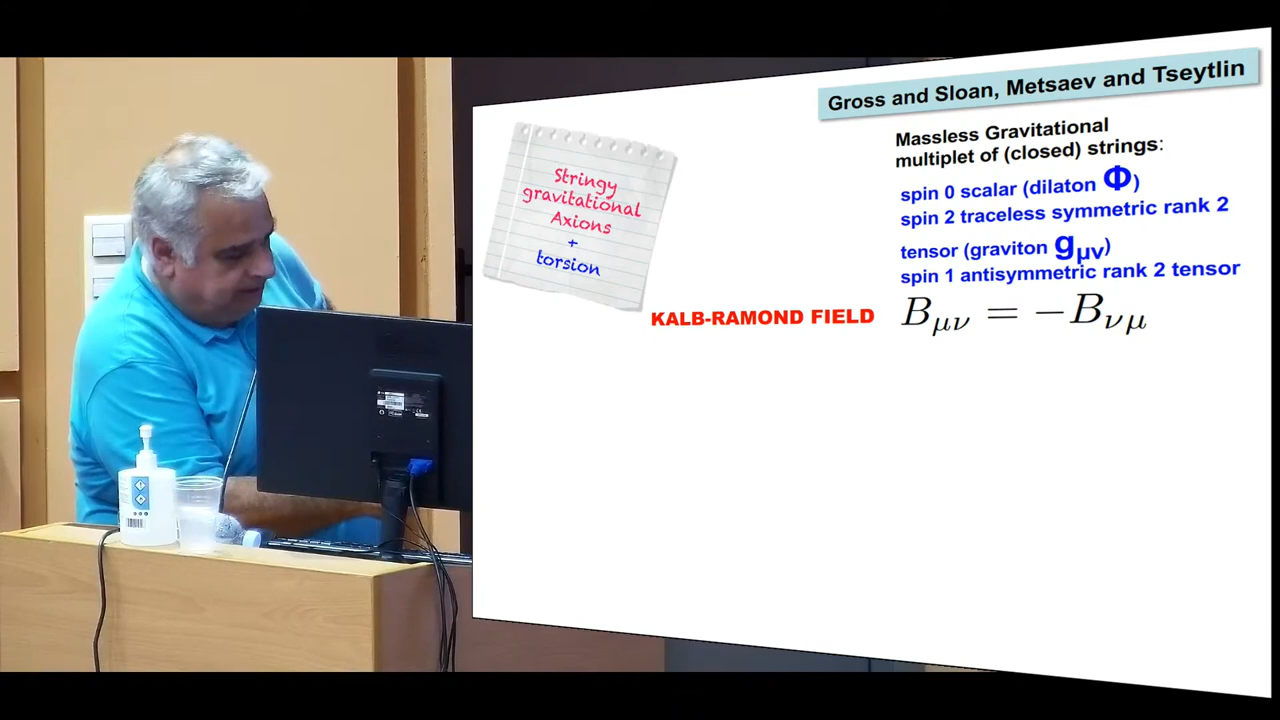 Gross and Sloan, Metsaev and Tseytlin
Stringy
gravitational
Axions
+
torsion
Massless Gravitational
multiplet of (closed) strings:
spin 0 scalar (dilaton Φ)
spin 2 traceless symmetric rank 2
tensor (graviton gμν)
spin 1 antisymmetric rank 2 tensor
KALB-RAMOND FIELD
Bμν = −Bνμ